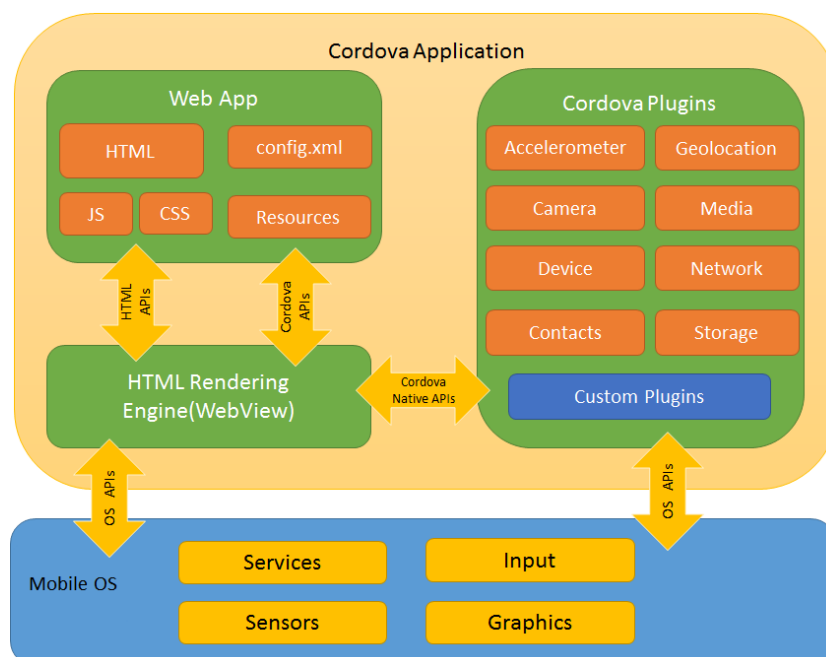 Cordova Application
Web App
HTML
config.xml
JS
CSS
Resources
HTML
APIs
Cordova
APIs
HTML Rendering
Engine(WebView)
Cordova
Native APIs
Cordova Plugins
Accelerometer
Geolocation
Camera
Media
Device
Network
Contacts
Storage
Custom Plugins
OS APIs
OS APIs
Mobile OS
Services
Input
Sensors
Graphics